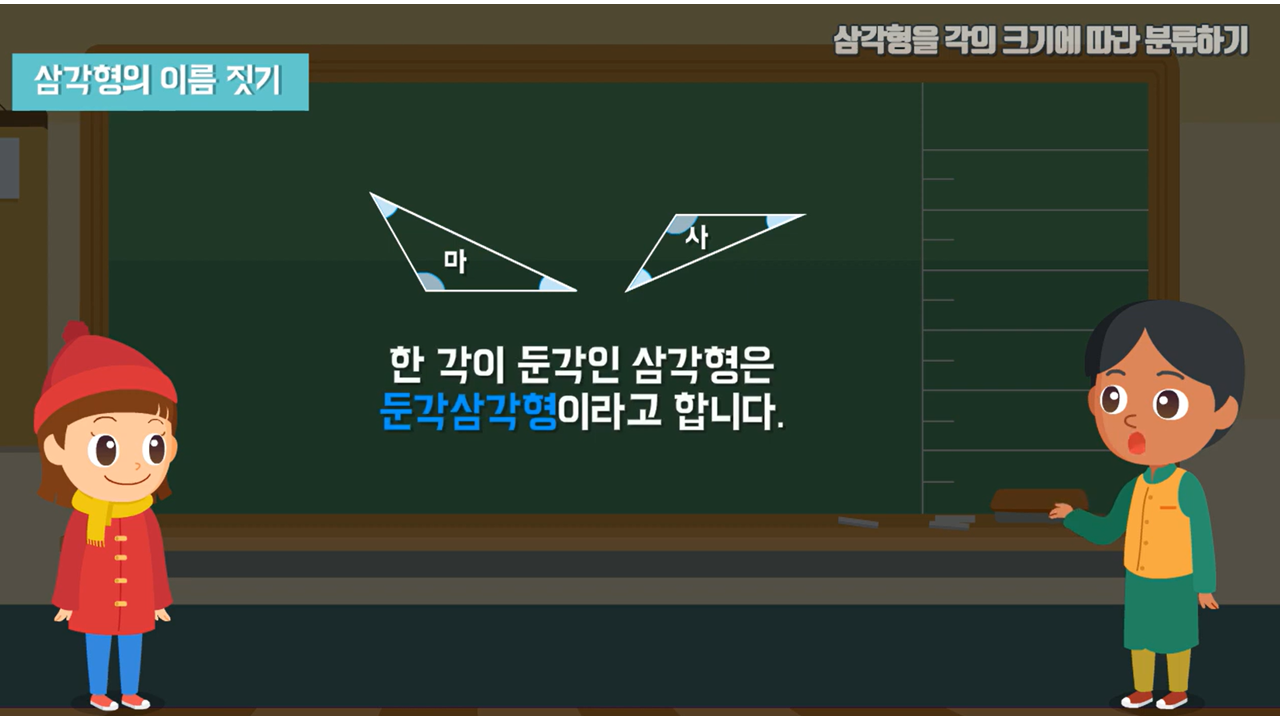 삼각형을 각의 크기에 따라 분류하기
삼각형의 이름 짓기
마
사
한 각이 둔각인 삼각형은
둔각삼각형이라고 합니다.